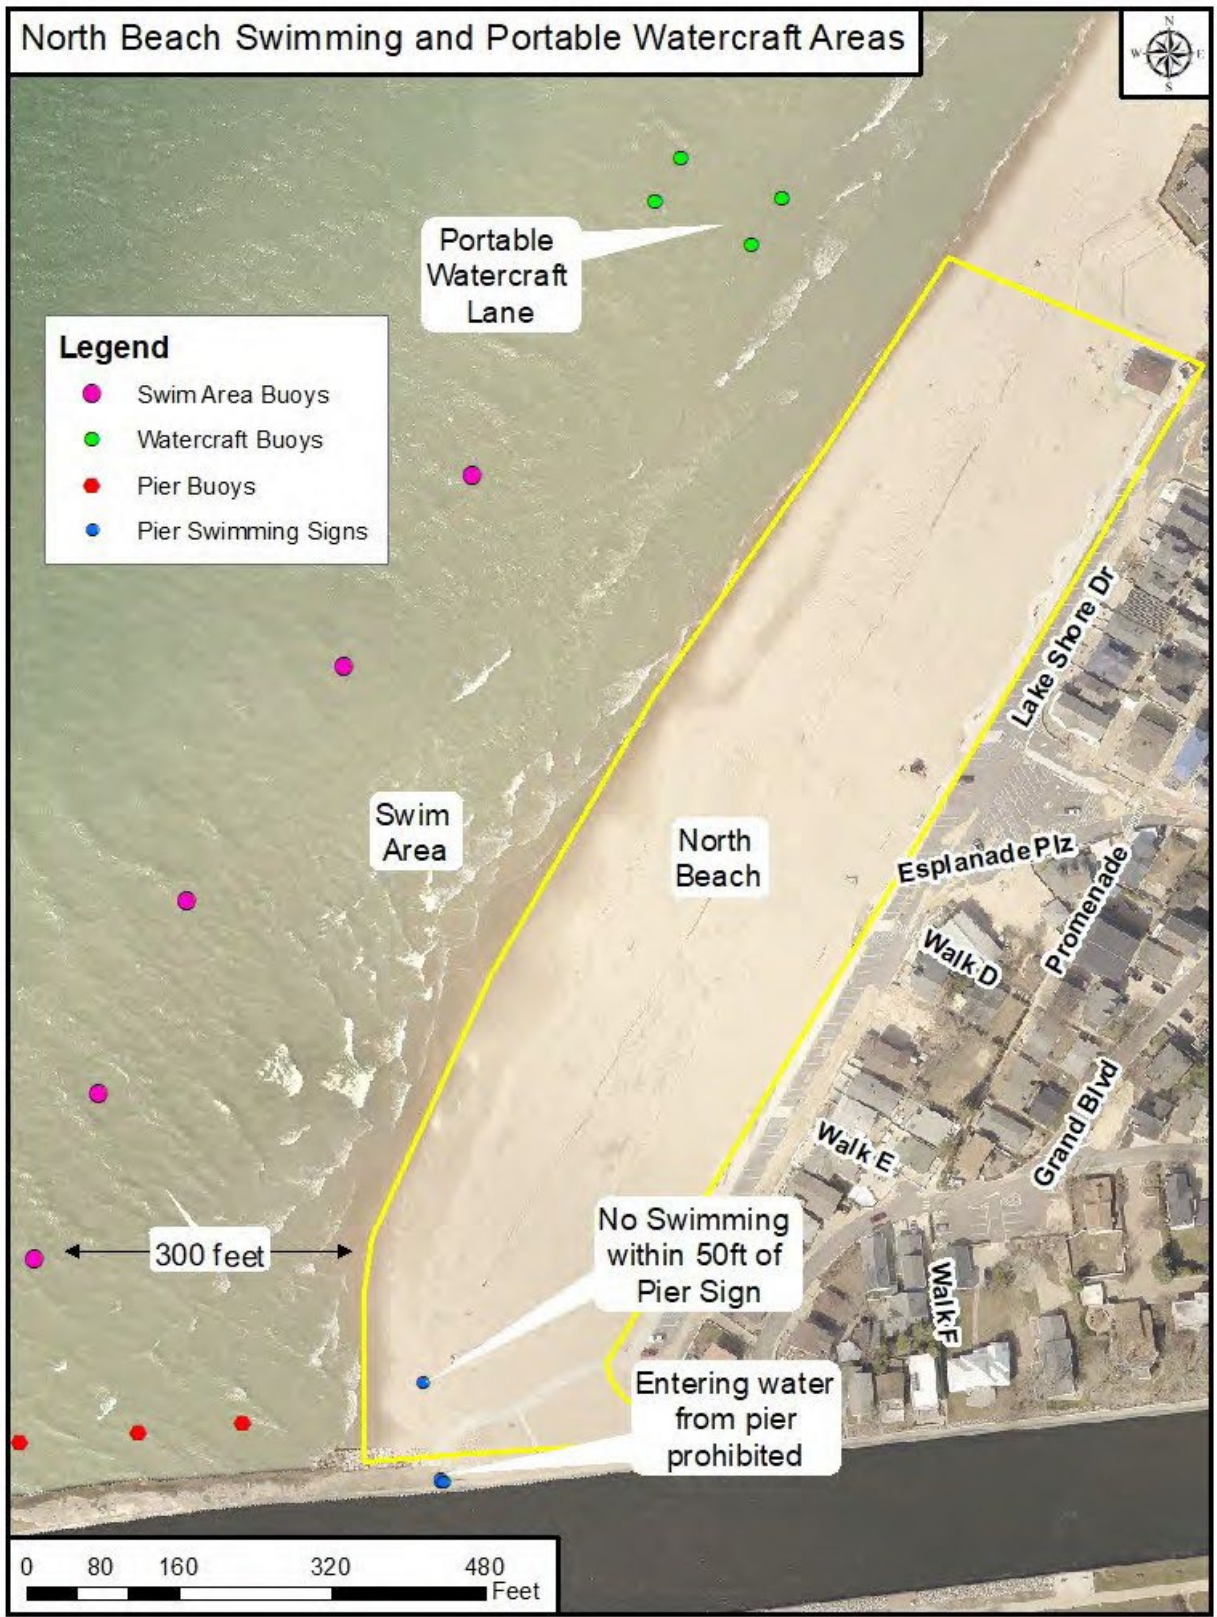 North Beach Swimming and Portable Watercraft Areas
N
W
E
S
Portable
Watercraft
Lane
Legend
Swim Area Buoys
Watercraft Buoys
Pier Buoys
Pier Swimming Signs
Lake Shore Dr
Swim
Area
North
Beach
Esplanade Plz
Promenade
Walk D
Grand Blvd
Walk E
No Swimming
within 50ft of
Pier Sign
300 feet
Walk F
Entering water
from pier
prohibited
0 80 160 320 480
Feet